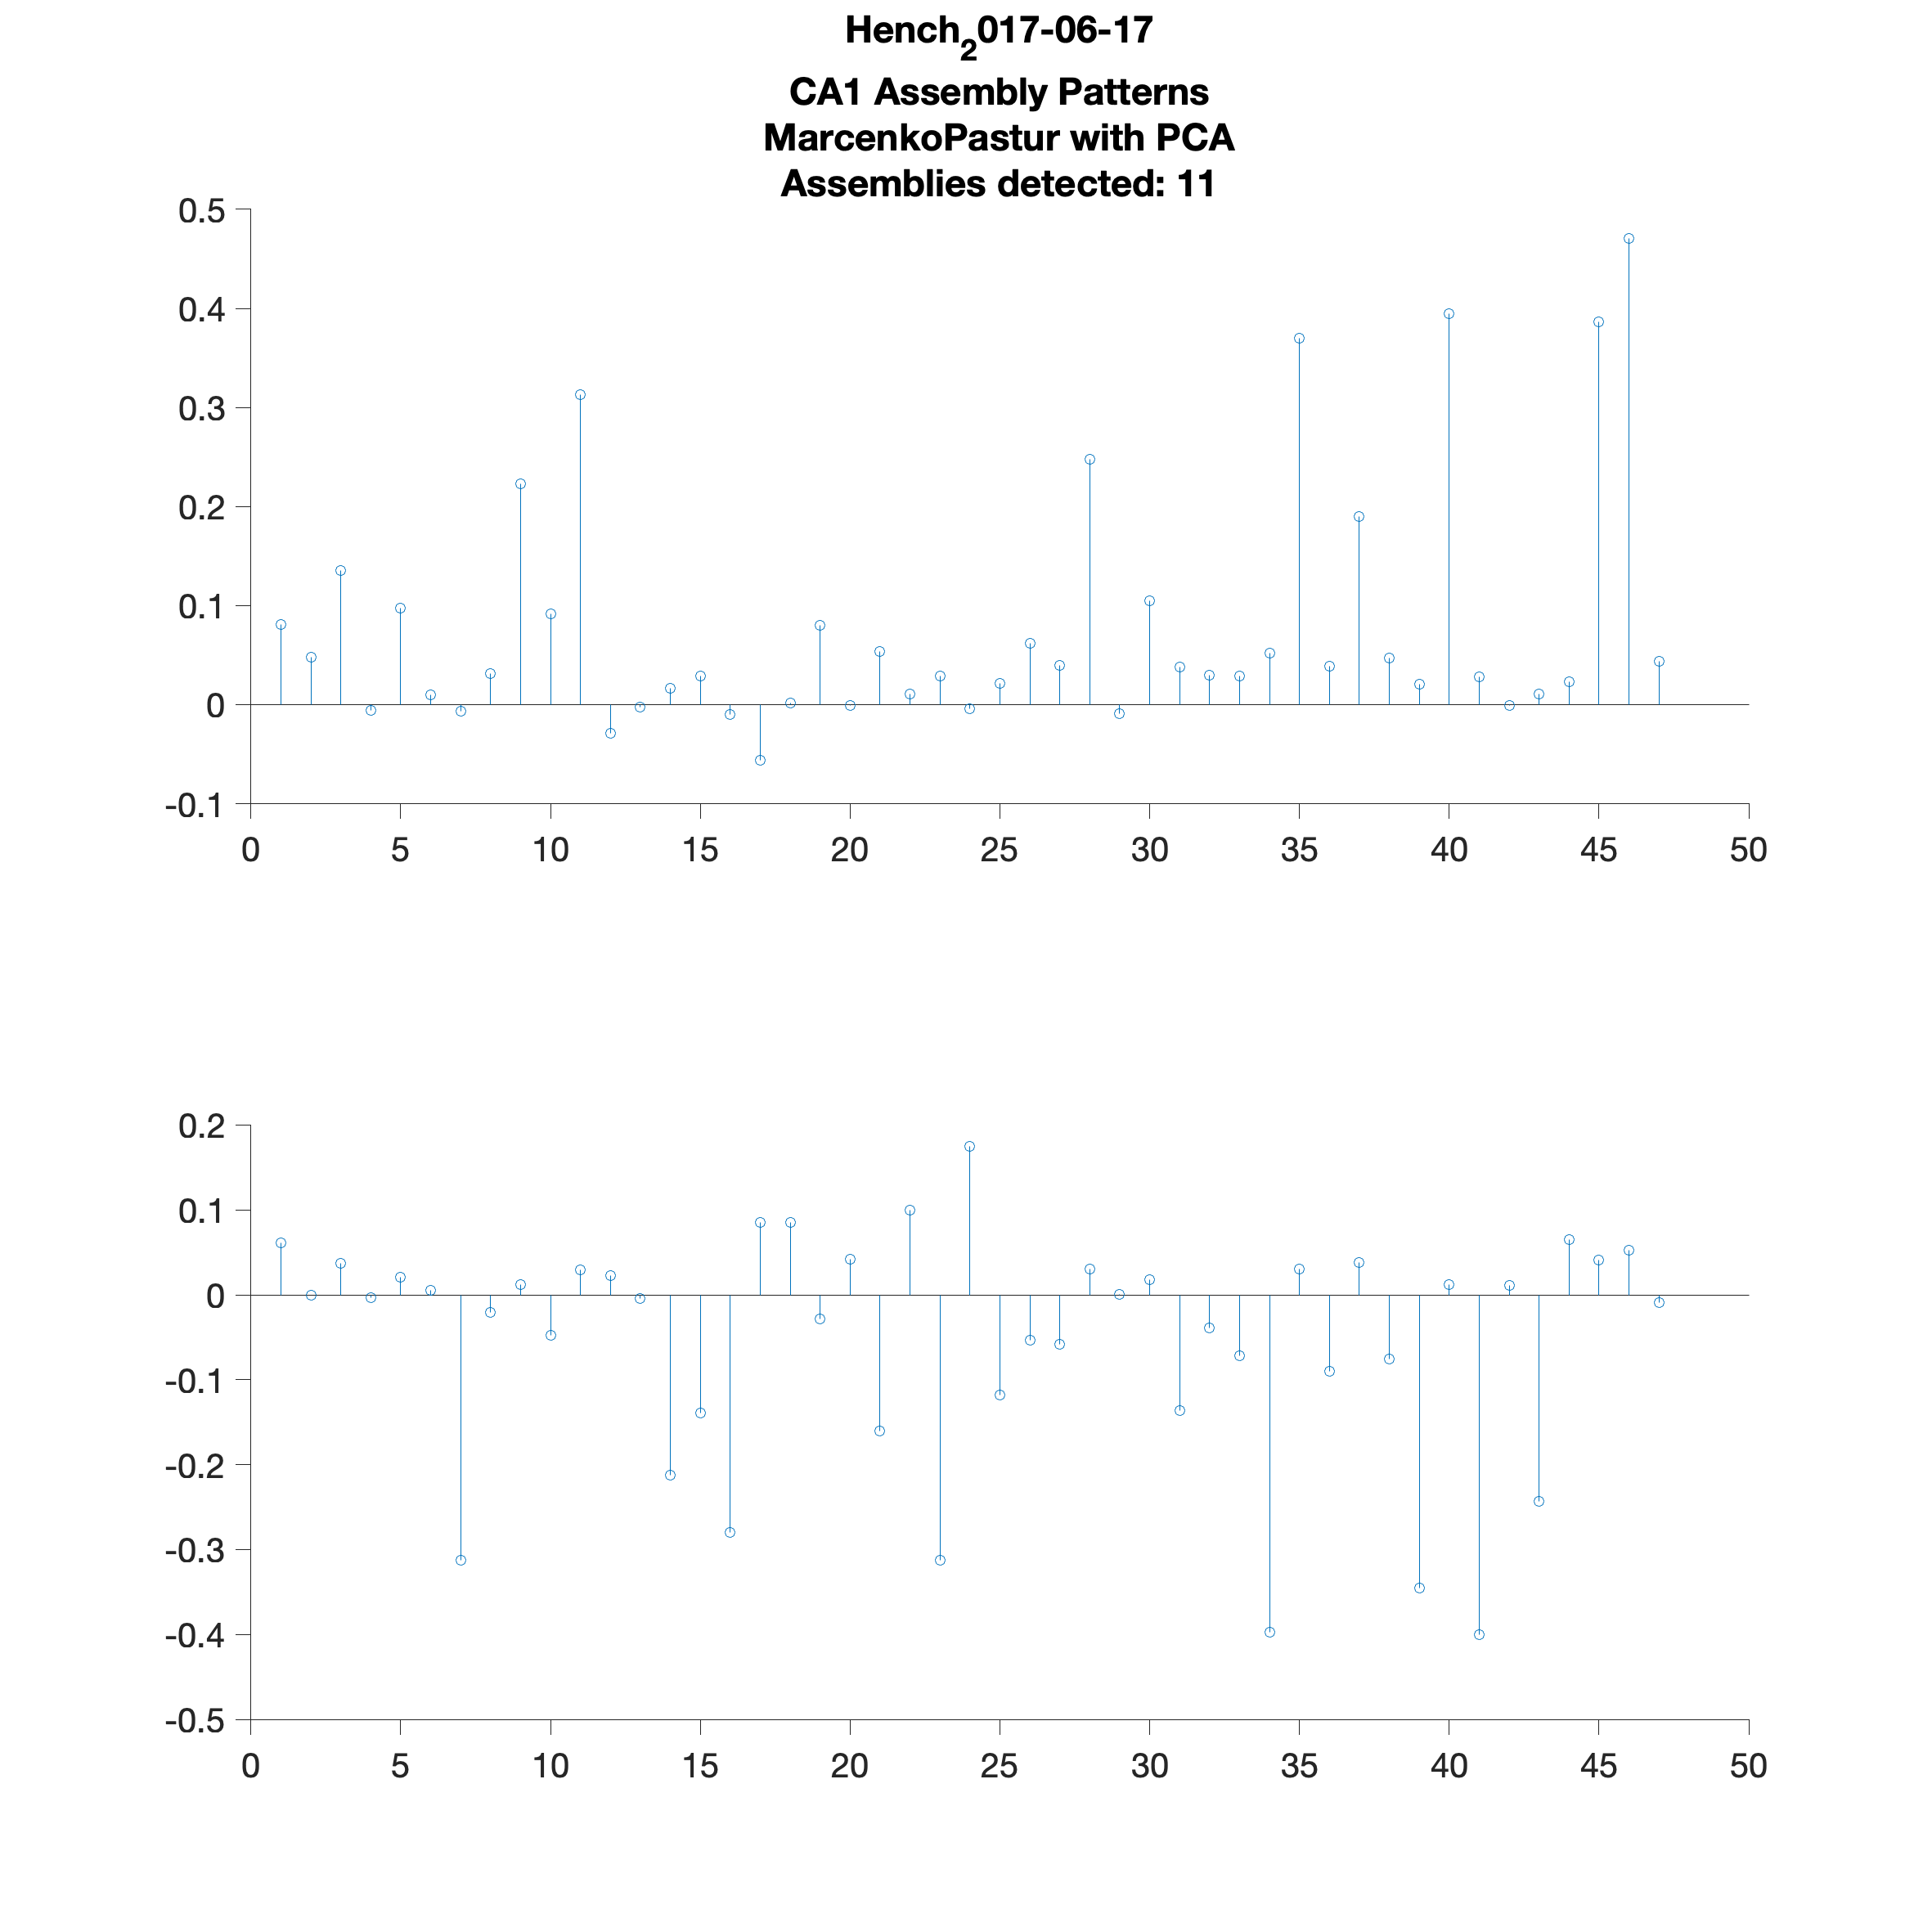 Hench₂017-06-17
CA1 Assembly Patterns
MarcenkoPastur with PCA
Assemblies detected: 11
0.5
0.4
0.3
0.2
0.1
0
-0.1
0 5 10 15 20 25 30 35 40 45 50
0.2
0.1
0
-0.1
-0.2
-0.3
-0.4
-0.5
0 5 10 15 20 25 30 35 40 45 50